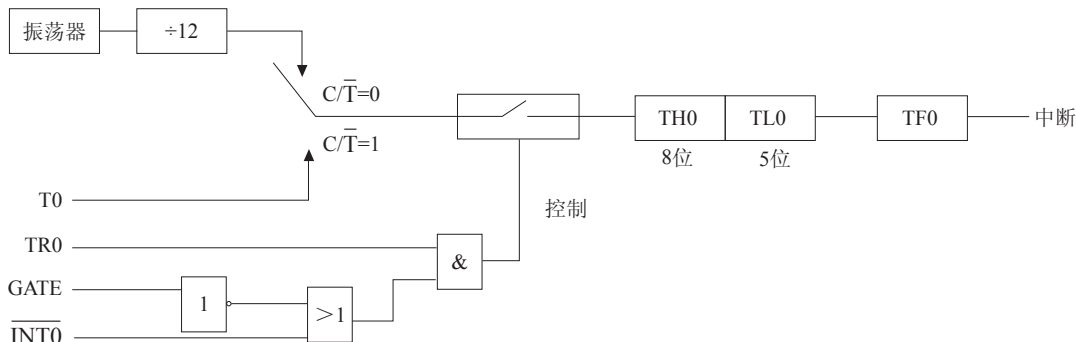 振荡器
÷12
C/T̅=0
C/T̅=1
TH0
TL0
TF0
中断
8位
5位
T0
控制
TR0
&
GATE
1
>1
I̅N̅T̅0̅